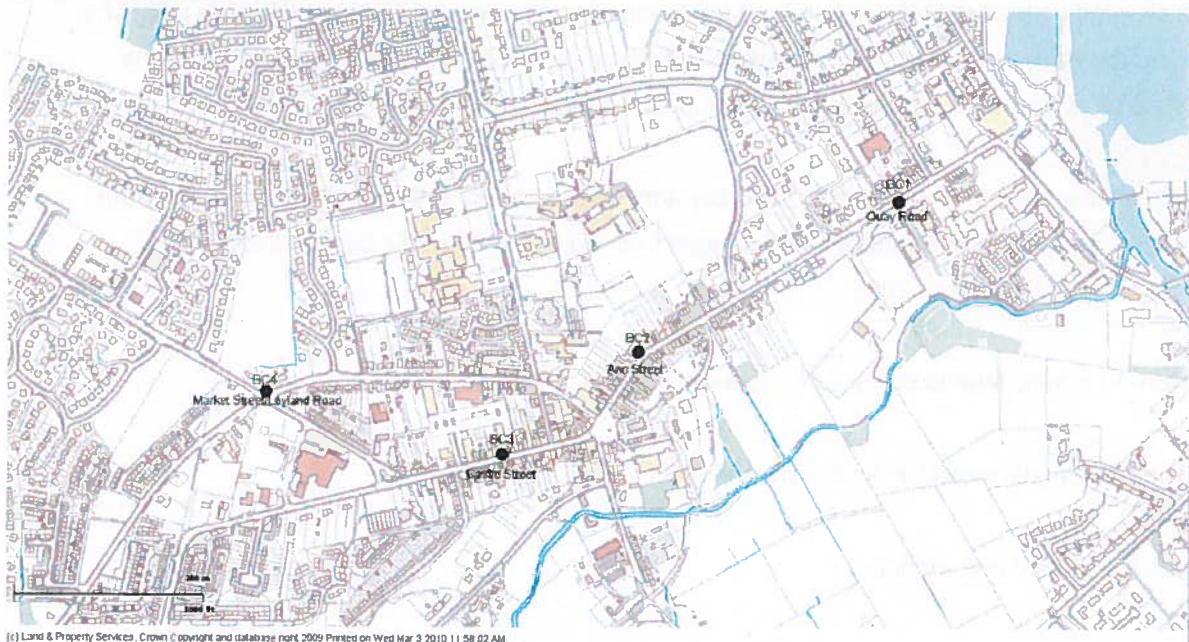 BC1
Quay Road
BC2
Ann Street
BC4
Market Street/Leyland Road
BC3
Castle Street
(c) Land & Property Services, Crown Copyright and database right 2009 Printed on Wed Mar 3 2010 11:58:02 AM